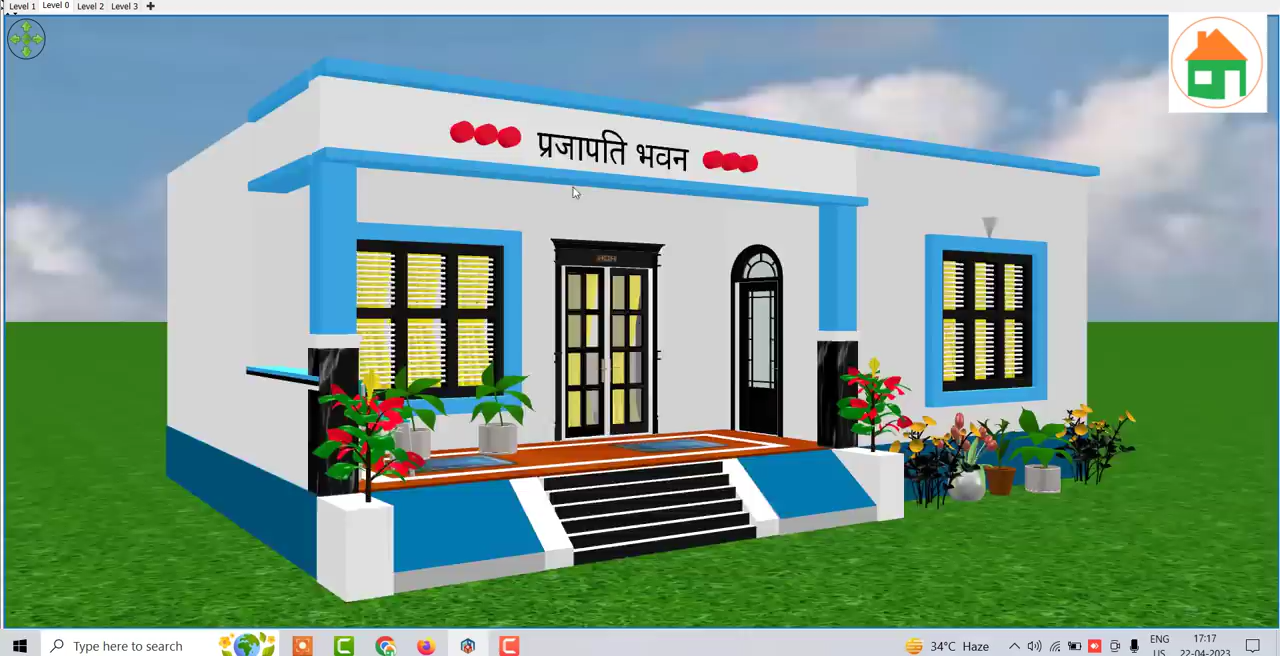 Level 1 Level 0 Level 2 Level 3
प्रजापति भवन
Type here to search
34°C Haze
ENG
US
17:17
22-04-2023